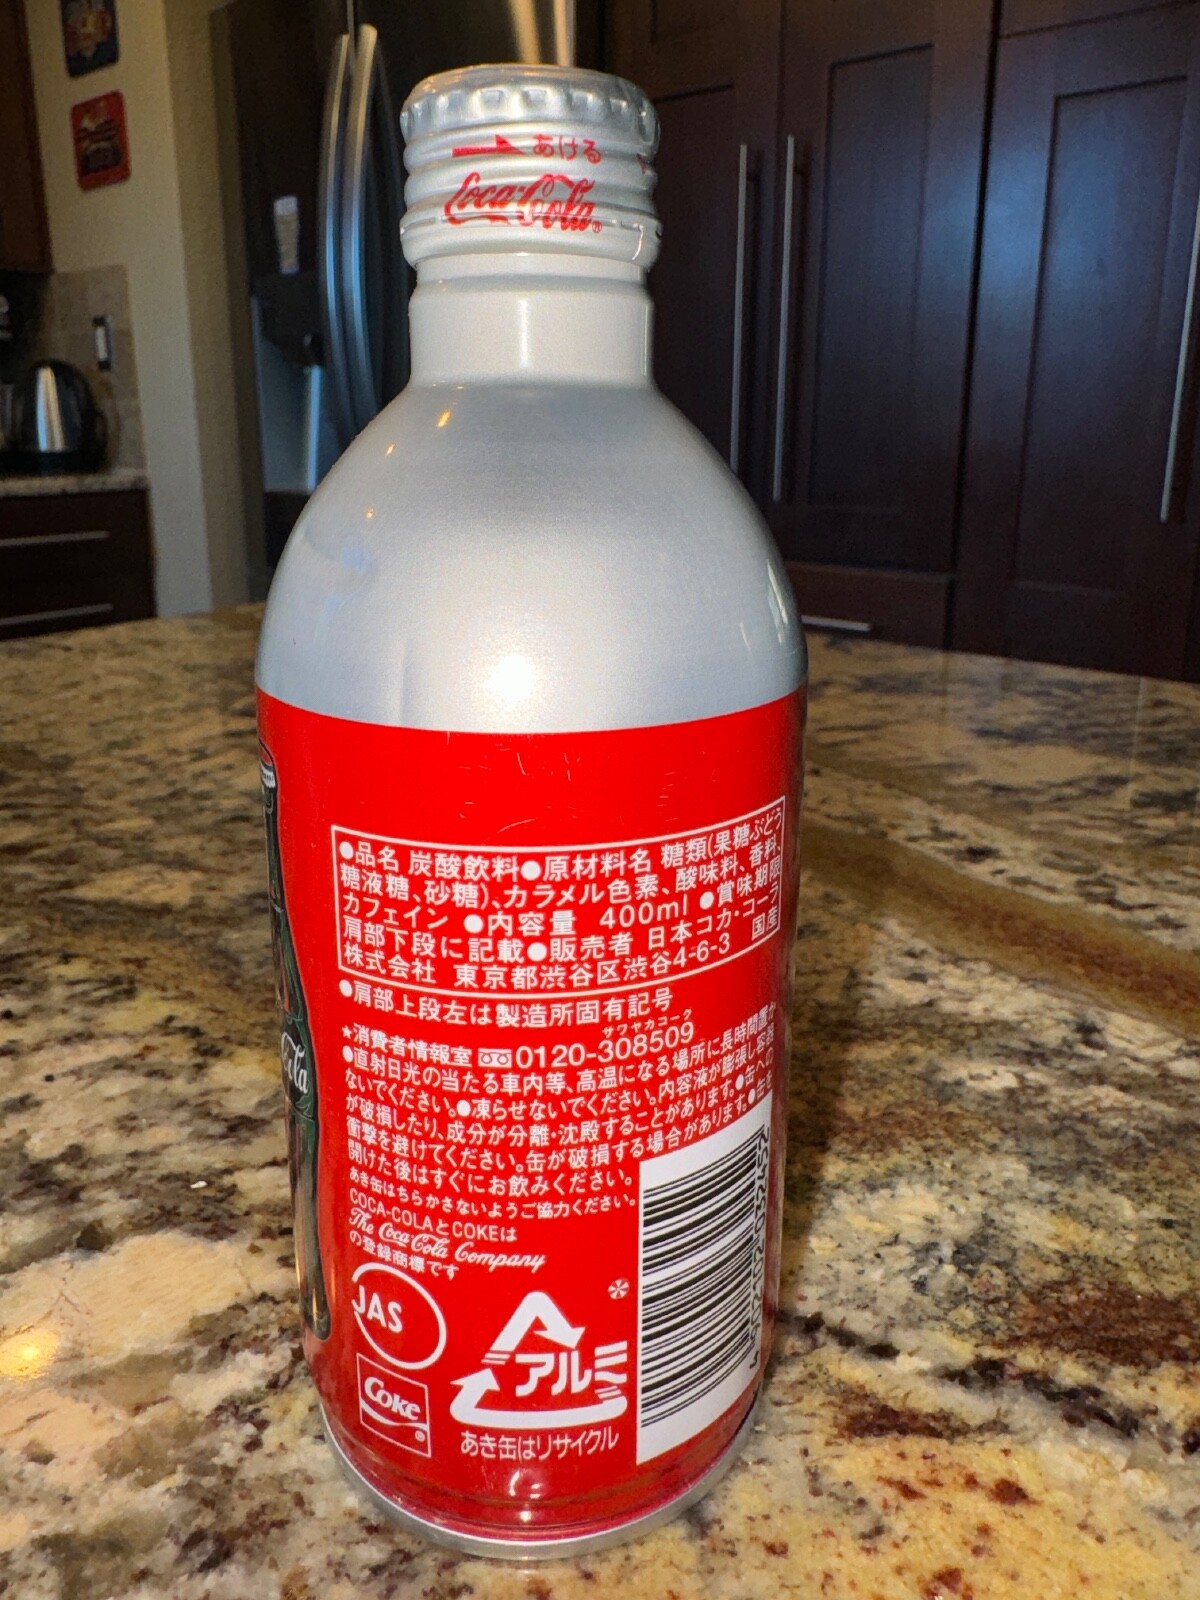 あける
Coca-Cola®
●品名 炭酸飲料●原材料名 糖類(果糖ぶどう
糖液糖、砂糖)、カラメル色素、酸味料、香料、
カフェイン ●内容量 400ml ●賞味期限
肩部下段に記載●販売者 日本コカ・コーラ
株式会社 東京都渋谷区渋谷4-6-3 国産
●肩部上段左は製造所固有記号
サワヤカコーク
★消費者情報室 0120-308509
●直射日光の当たる車内等、高温になる場所に長時間置か
ないでください。●凍らせないでください。内容液が膨張し容器
が破損したり、成分が分離・沈殿することがあります。●缶への
衝撃を避けてください。缶が破損する場合があります。●缶を
開けた後はすぐにお飲みください。
あき缶はちらかさないようご協力ください。
COCA-COLAとCOKEは
The Coca-Cola Company
の登録商標です
JAS
Coke®
アルミ
あき缶はリサイクル